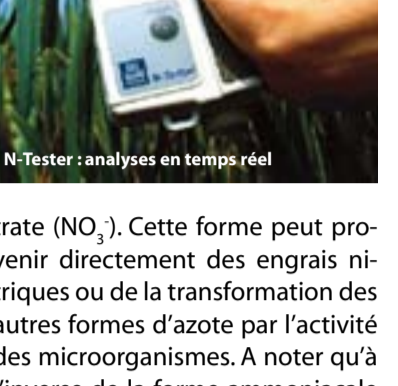 N-Tester
N-Tester : analyses en temps réel
trate (NO₃⁻). Cette forme peut pro-
venir directement des engrais ni-
triques ou de la transformation des
autres formes d'azote par l'activité
des microorganismes. A noter qu'à
l'inverse de la forme ammoniacale